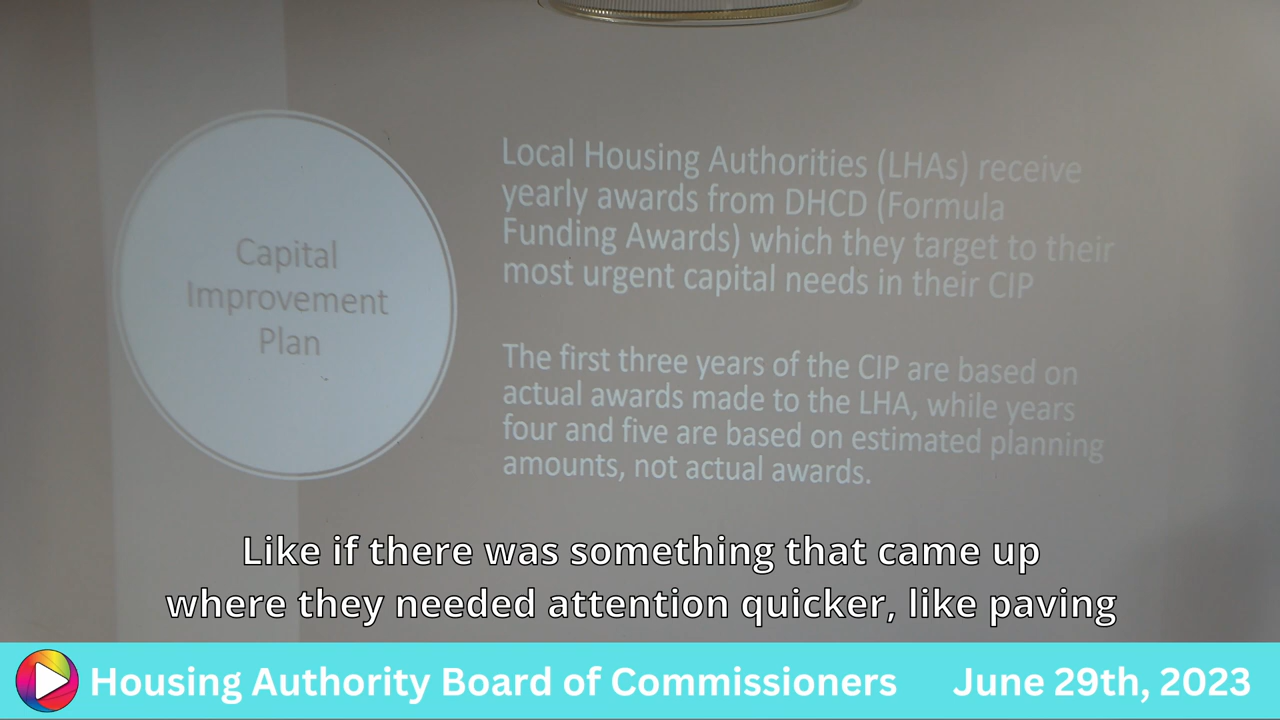 Capital
Improvement
Plan
Local Housing Authorities (LHAs) receive
yearly awards from DHCD (Formula
Funding Awards) which they target to their
most urgent capital needs in their CIP
The first three years of the CIP are based on
actual awards made to the LHA, while years
four and five are based on estimated planning
amounts, not actual awards.
Like if there was something that came up
where they needed attention quicker, like paving
Housing Authority Board of Commissioners June 29th, 2023